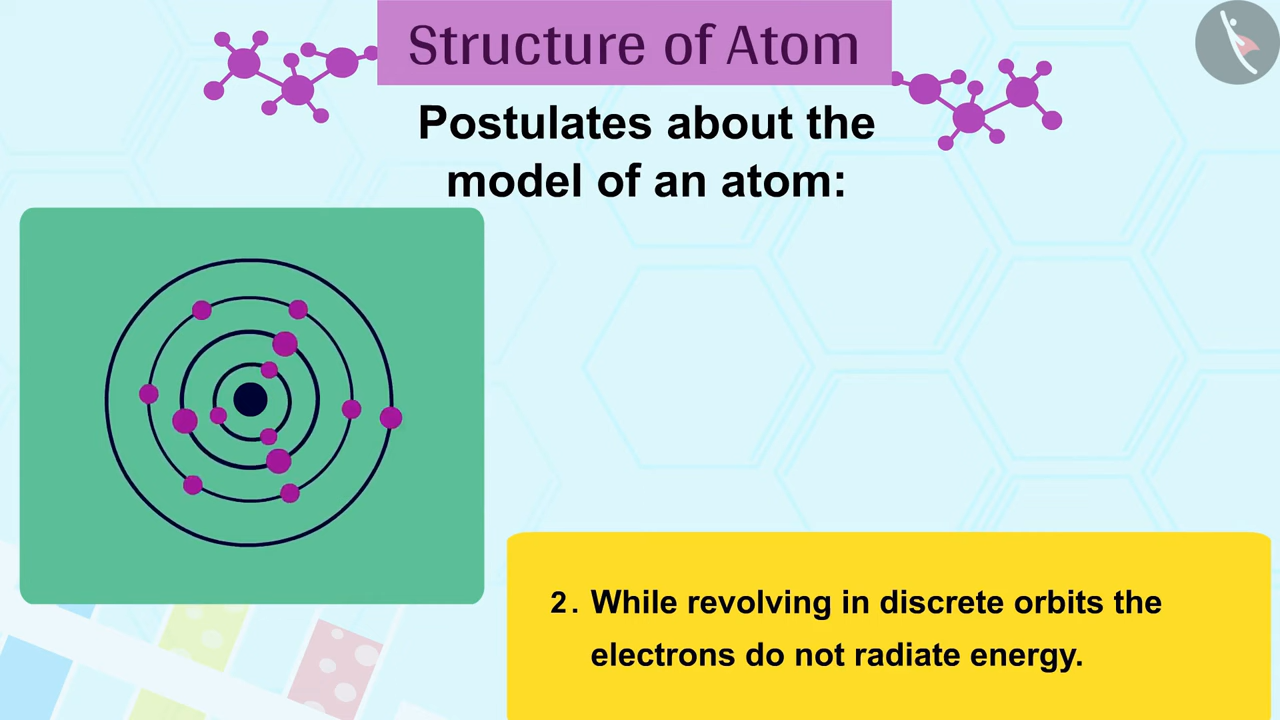 Structure of Atom
Postulates about the
model of an atom:
2. While revolving in discrete orbits the
electrons do not radiate energy.